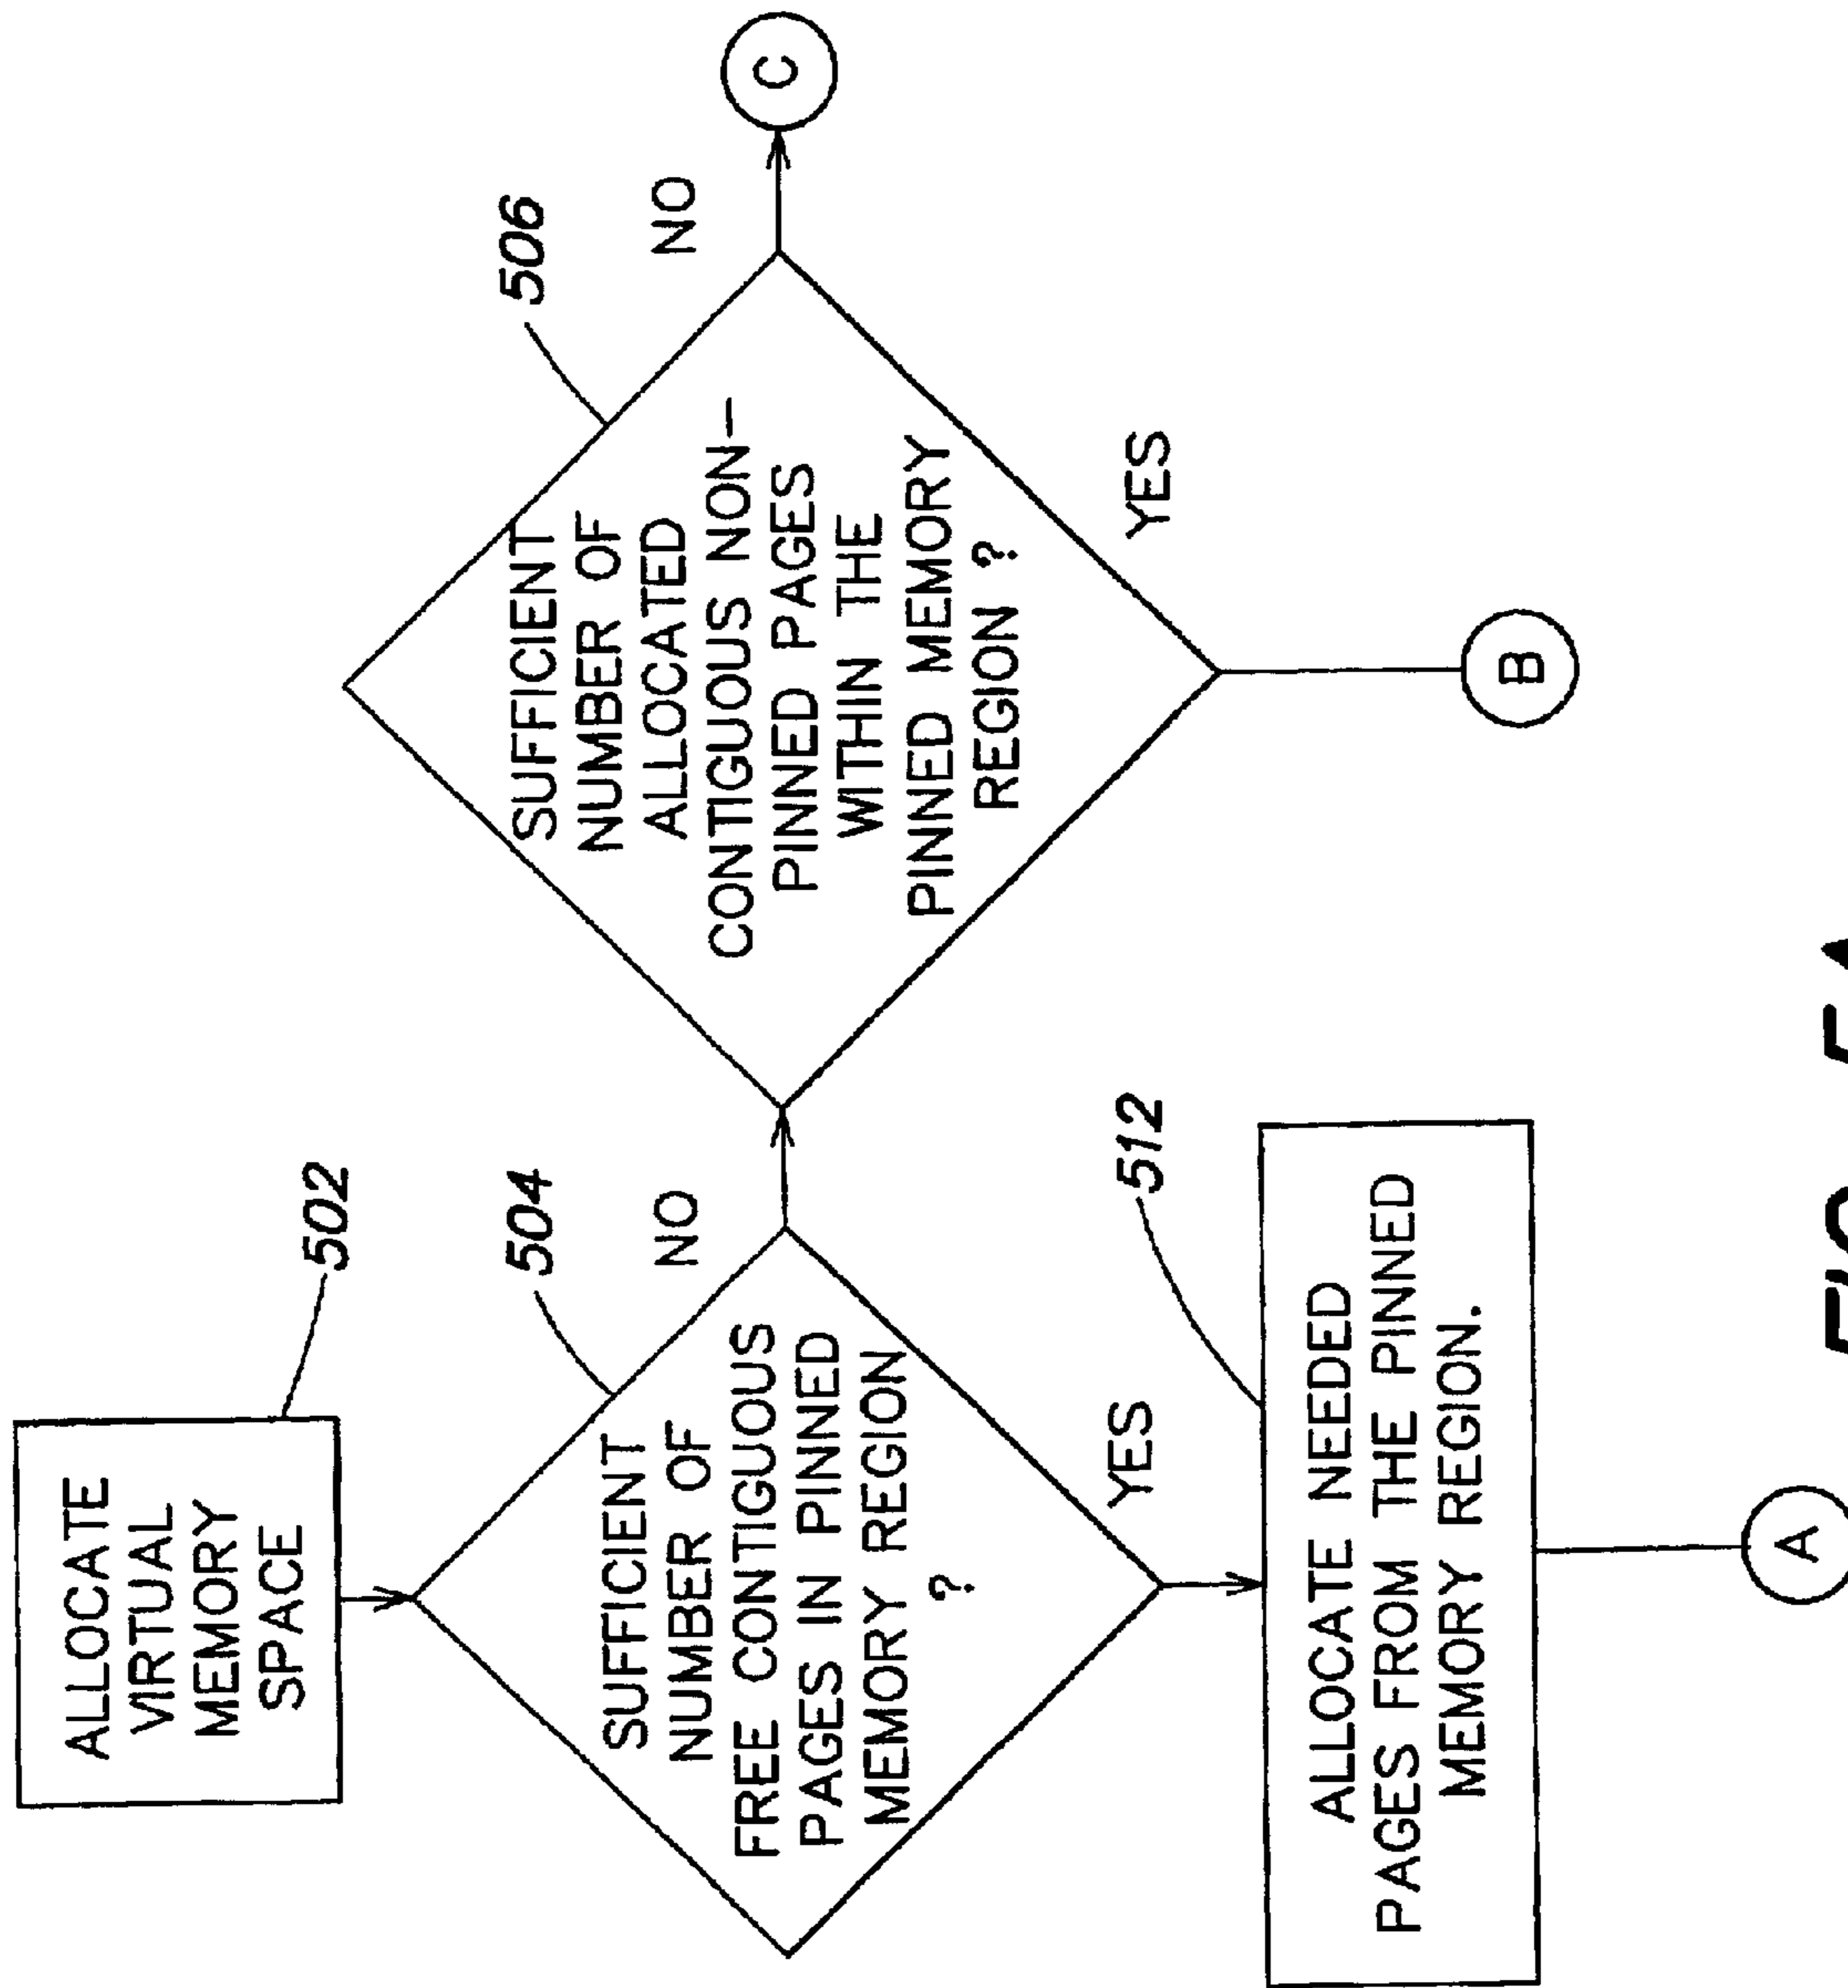 ALLOCATE
VIRTUAL
MEMORY
SPACE
502
504
SUFFICIENT
NUMBER OF
FREE CONTIGUOUS
PAGES IN PINNED
MEMORY REGION
?
NO
YES
506
SUFFICIENT
NUMBER OF
ALLOCATED
CONTIGUOUS NON-
PINNED PAGES
WITHIN THE
PINNED MEMORY
REGION ?
NO
C
YES
B
512
ALLOCATE NEEDED
PAGES FROM THE PINNED
MEMORY REGION.
A